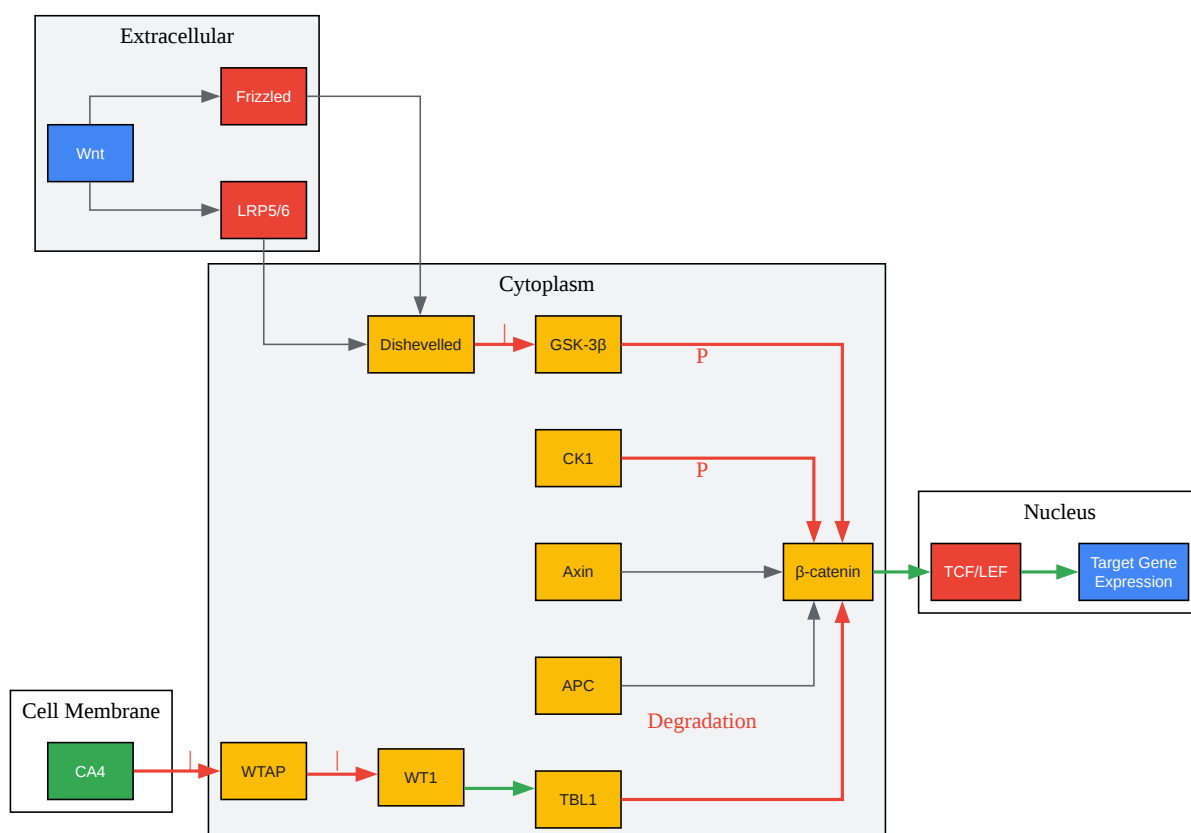 Extracellular
Frizzled
Wnt
LRP5/6
Cytoplasm
Dishevelled
|
GSK-3β
P
CK1
P
Nucleus
Axin
β-catenin
TCF/LEF
Target Gene
Expression
APC
Cell Membrane
Degradation
CA4
|
WTAP
|
WT1
TBL1